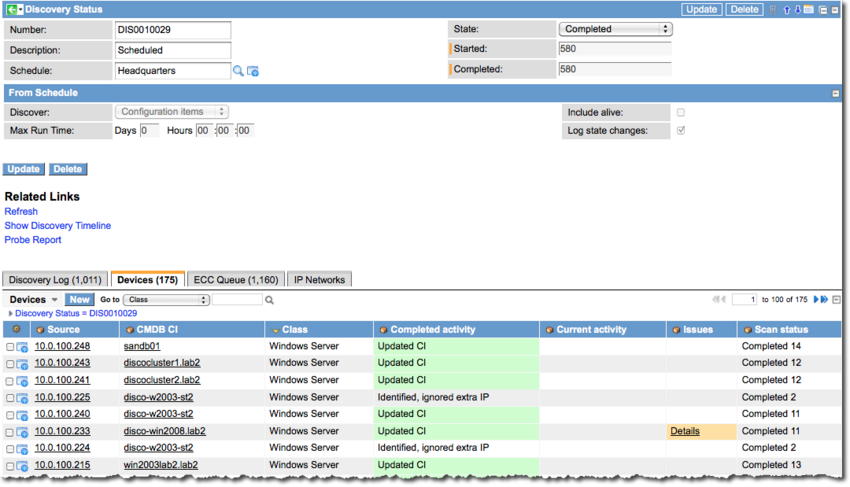 Discovery Status Update Delete
Number: DIS0010029 State: Completed
Description: Scheduled Started: 580
Schedule: Headquarters Completed: 580
From Schedule
Discover: Configuration items Include alive:
Max Run Time: Days 0 Hours 00 :00 :00 Log state changes:
Update Delete
Related Links
Refresh
Show Discovery Timeline
Probe Report
Discovery Log (1,011) Devices (175) ECC Queue (1,160) IP Networks
Devices New Go to Class 1 to 100 of 175
Discovery Status = DIS0010029
Source CMDB CI Class Completed activity Current activity Issues Scan status
10.0.100.248 sandb01 Windows Server Updated CI Completed 14
10.0.100.243 discocluster1.lab2 Windows Server Updated CI Completed 12
10.0.100.241 discocluster2.lab2 Windows Server Updated CI Completed 12
10.0.100.225 disco-w2003-st2 Windows Server Identified, ignored extra IP Completed 2
10.0.100.240 disco-w2003-st2 Windows Server Updated CI Completed 11
10.0.100.233 disco-win2008.lab2 Windows Server Updated CI Details Completed 11
10.0.100.224 disco-w2003-st2 Windows Server Identified, ignored extra IP Completed 2
10.0.100.215 win2003lab2.lab2 Windows Server Updated CI Completed 13